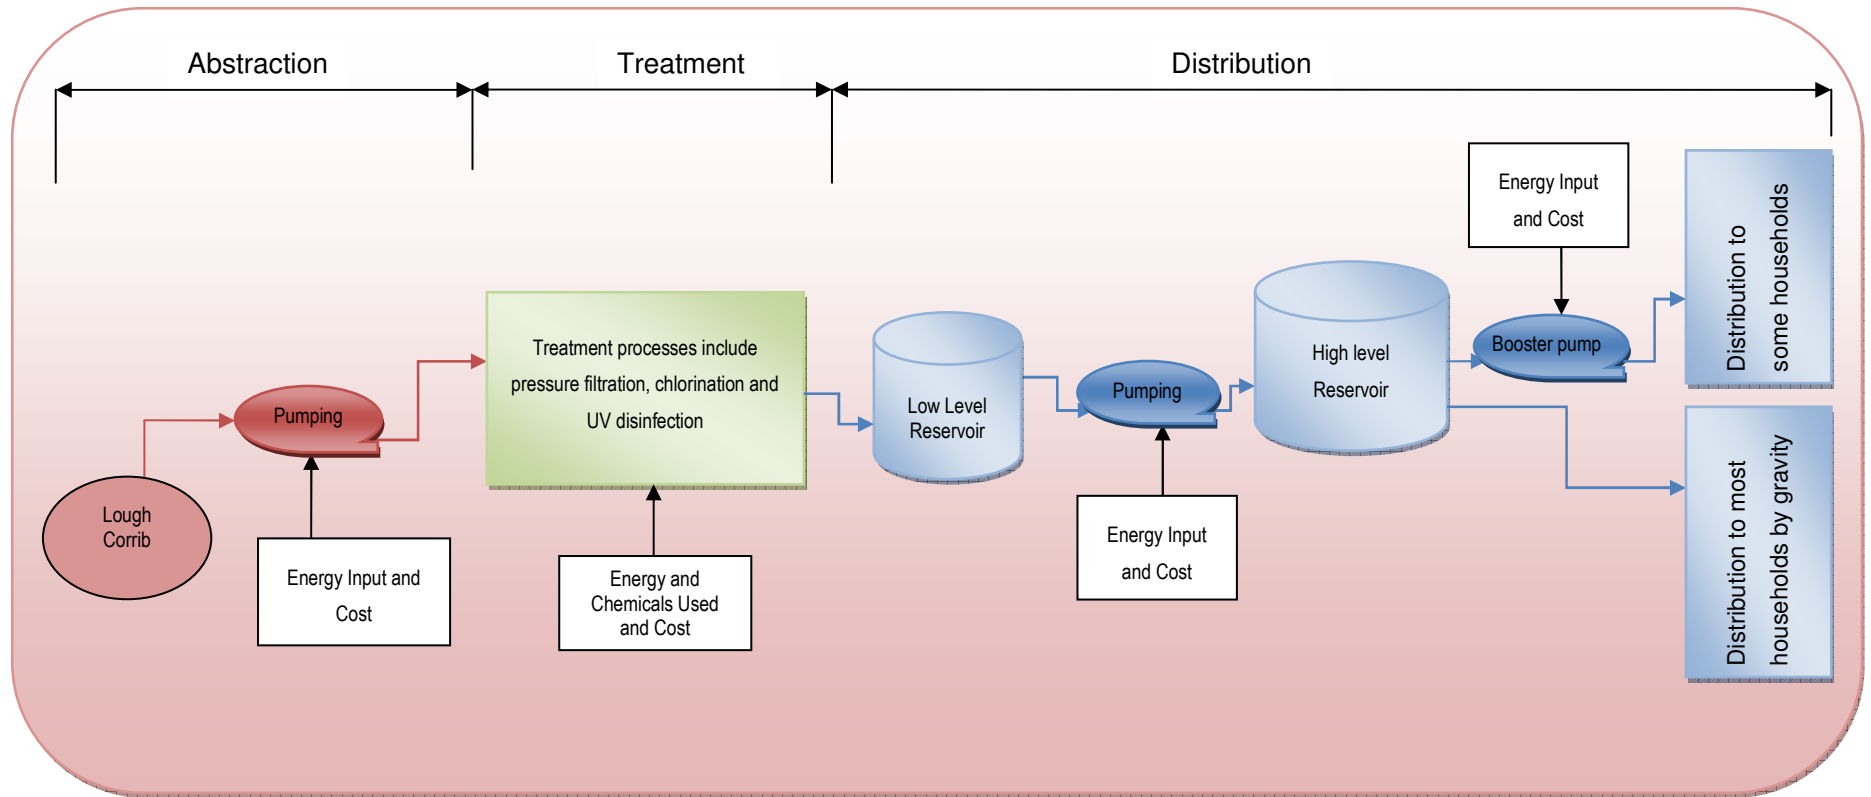 Abstraction
Treatment
Distribution
Lough
Corrib
Pumping
Energy Input and
Cost
Treatment processes include
pressure filtration, chlorination and
UV disinfection
Energy and
Chemicals Used
and Cost
Low Level
Reservoir
Pumping
Energy Input
and Cost
High level
Reservoir
Energy Input
and Cost
Booster pump
Distribution to
some households
Distribution to most
households by gravity